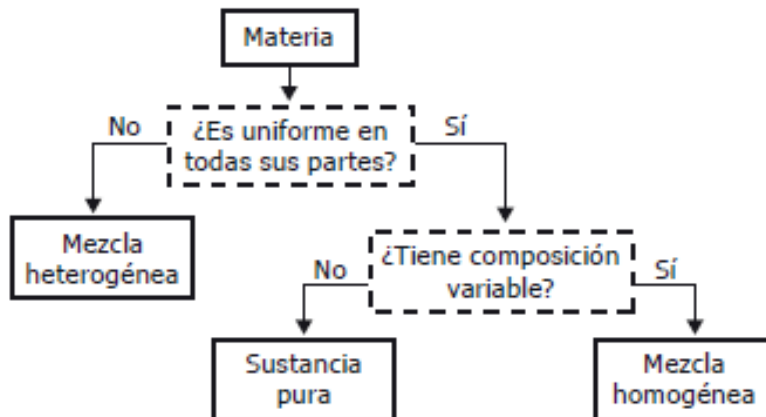 Materia
No
¿Es uniforme en
todas sus partes?
Sí
Mezcla
heterogénea
No
¿Tiene composición
variable?
Sí
Sustancia
pura
Mezcla
homogénea